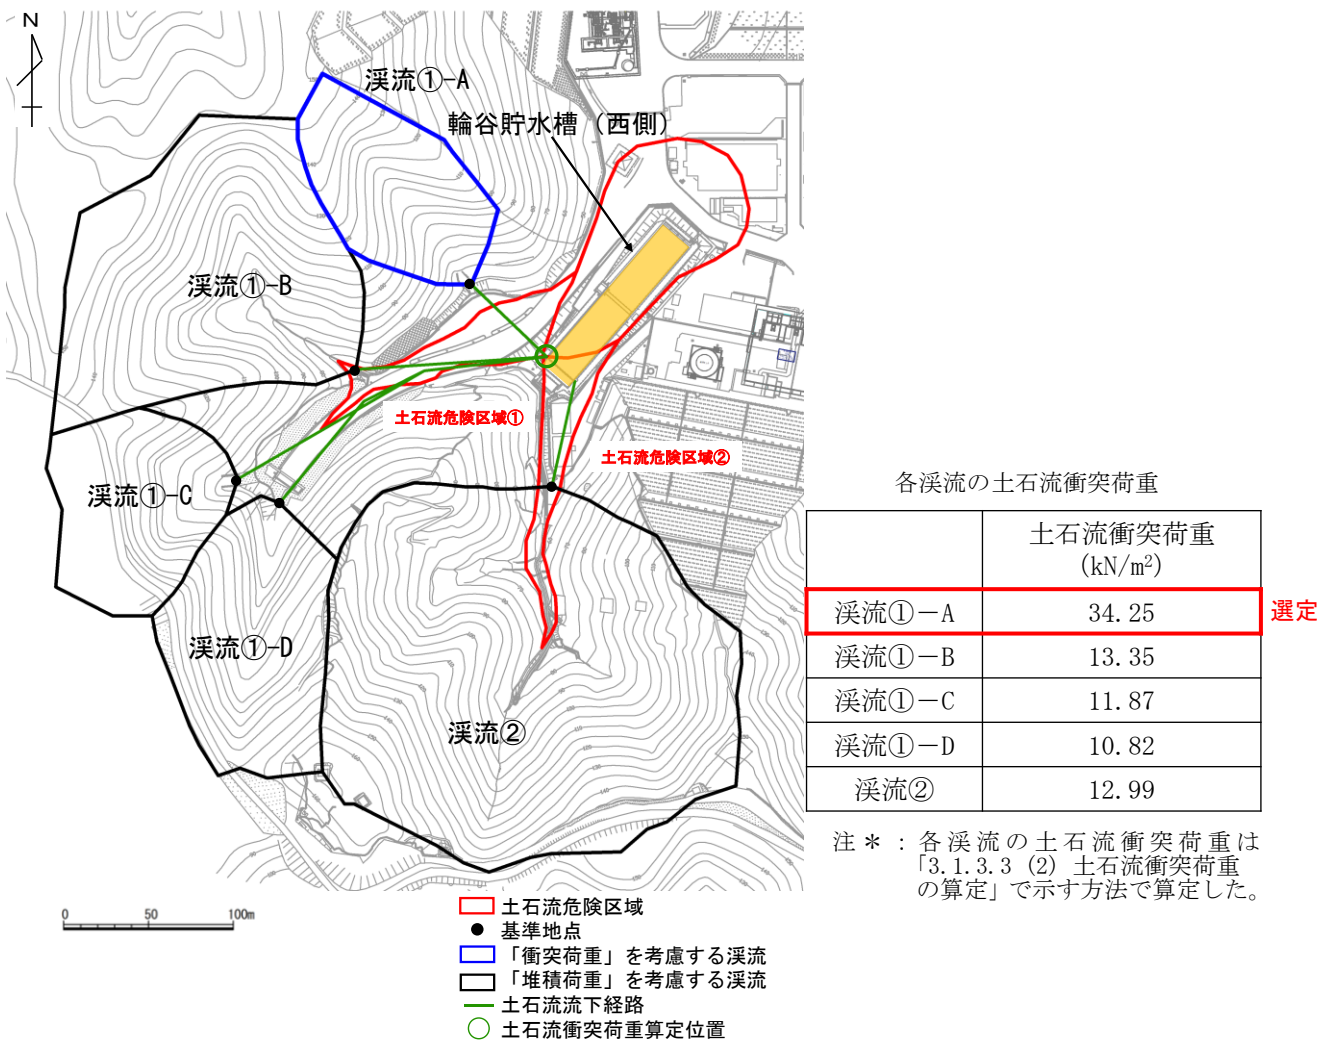 N
渓流①-A
輪谷貯水槽（西側）
渓流①-B
土石流危険区域①
土石流危険区域②
渓流①-C
渓流①-D
渓流②
0 50 100m
各渓流の土石流衝突荷重
土石流衝突荷重
(kN/m²)
渓流①－A 34.25 選定
渓流①－B 13.35
渓流①－C 11.87
渓流①－D 10.82
渓流② 12.99
注＊：各渓流の土石流衝突荷重は
「3.1.3.3 (2) 土石流衝突荷重
の算定」で示す方法で算定した。
土石流危険区域
基準地点
「衝突荷重」を考慮する渓流
「堆積荷重」を考慮する渓流
土石流流下経路
土石流衝突荷重算定位置